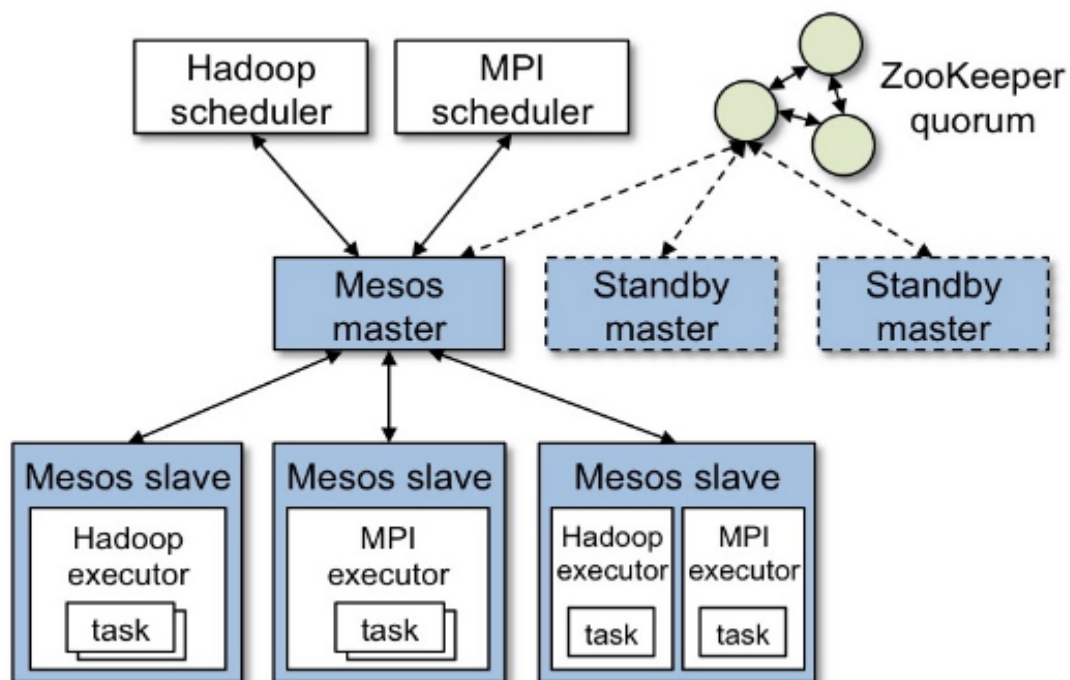 Hadoop
scheduler
MPI
scheduler
ZooKeeper
quorum
Mesos
master
Standby
master
Standby
master
Mesos slave
Hadoop
executor
task
Mesos slave
MPI
executor
task
Mesos slave
Hadoop
executor
task
MPI
executor
task